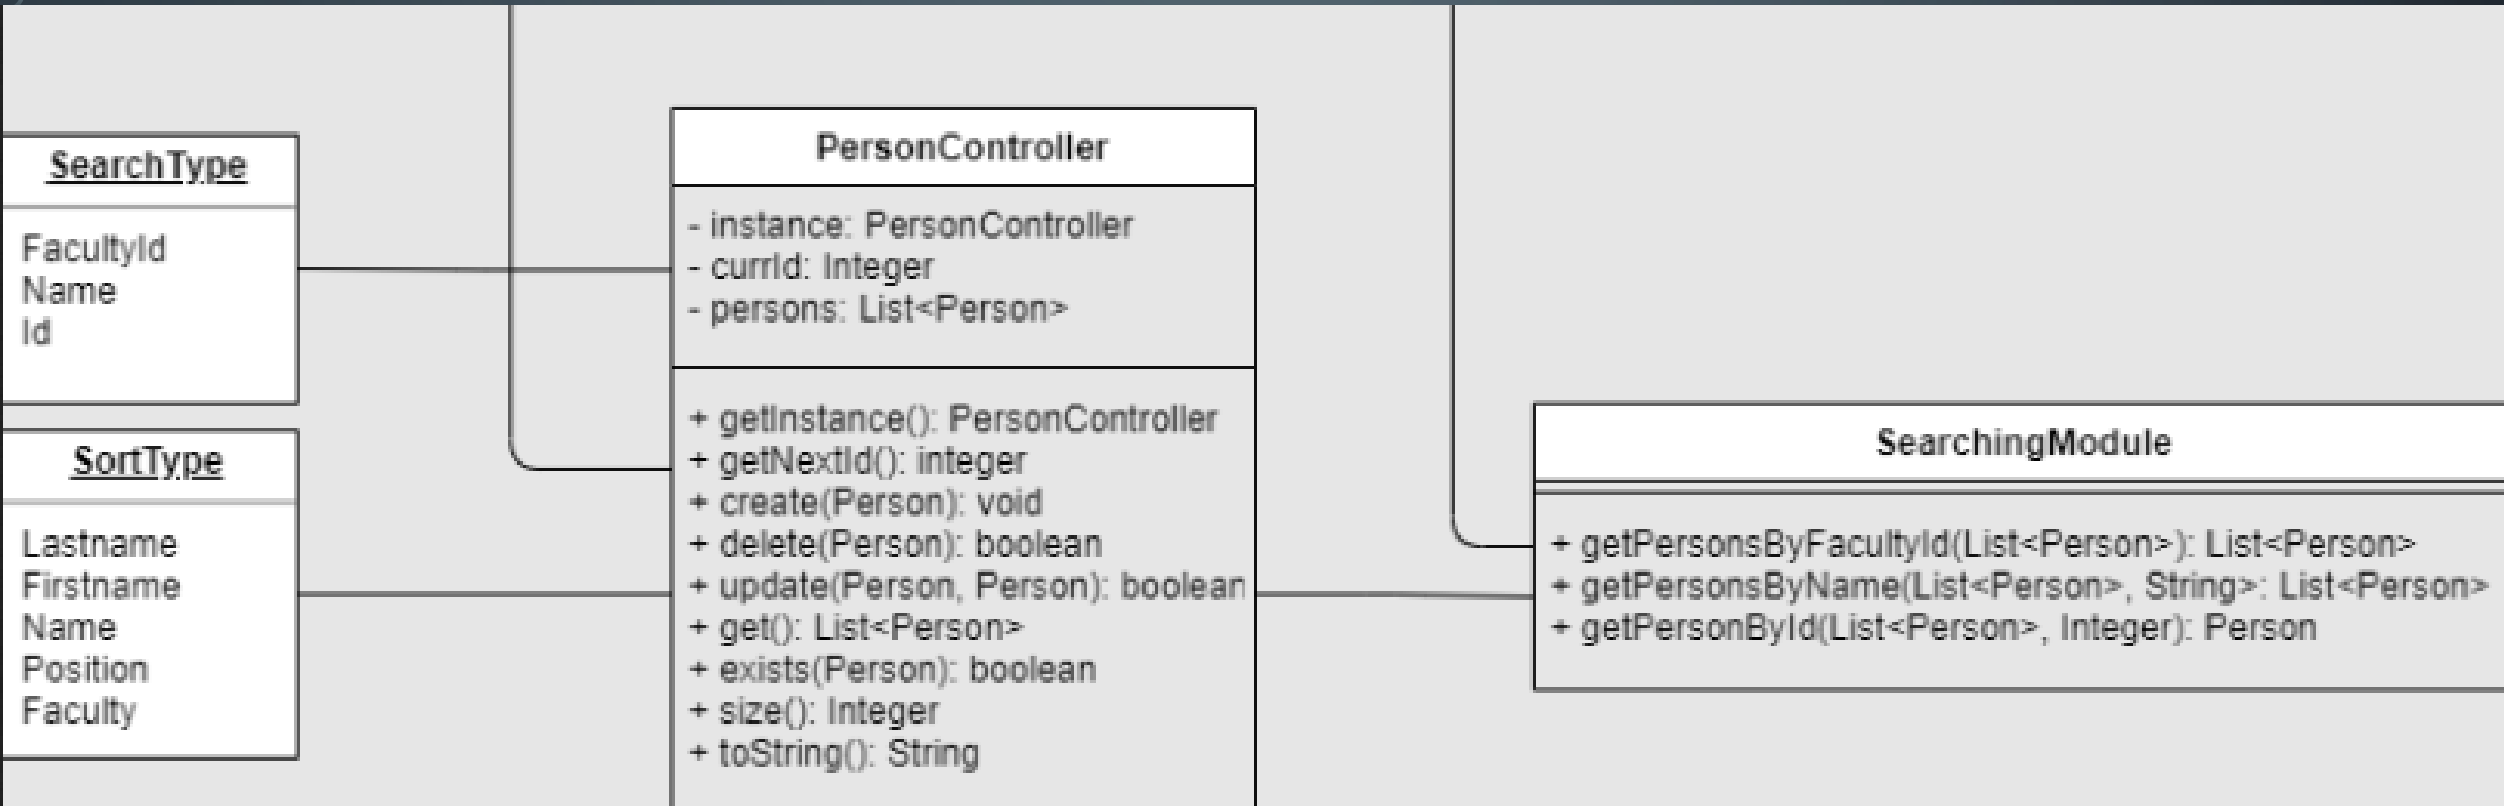 SearchType
FacultyId
Name
Id
SortType
Lastname
Firstname
Name
Position
Faculty
PersonController
- instance: PersonController
- currId: Integer
- persons: List<Person>
+ getInstance(): PersonController
+ getNextId(): integer
+ create(Person): void
+ delete(Person): boolean
+ update(Person, Person): boolean
+ get(): List<Person>
+ exists(Person): boolean
+ size(): Integer
+ toString(): String
SearchingModule
+ getPersonsByFacultyId(List<Person>): List<Person>
+ getPersonsByName(List<Person>, String>: List<Person>
+ getPersonById(List<Person>, Integer): Person